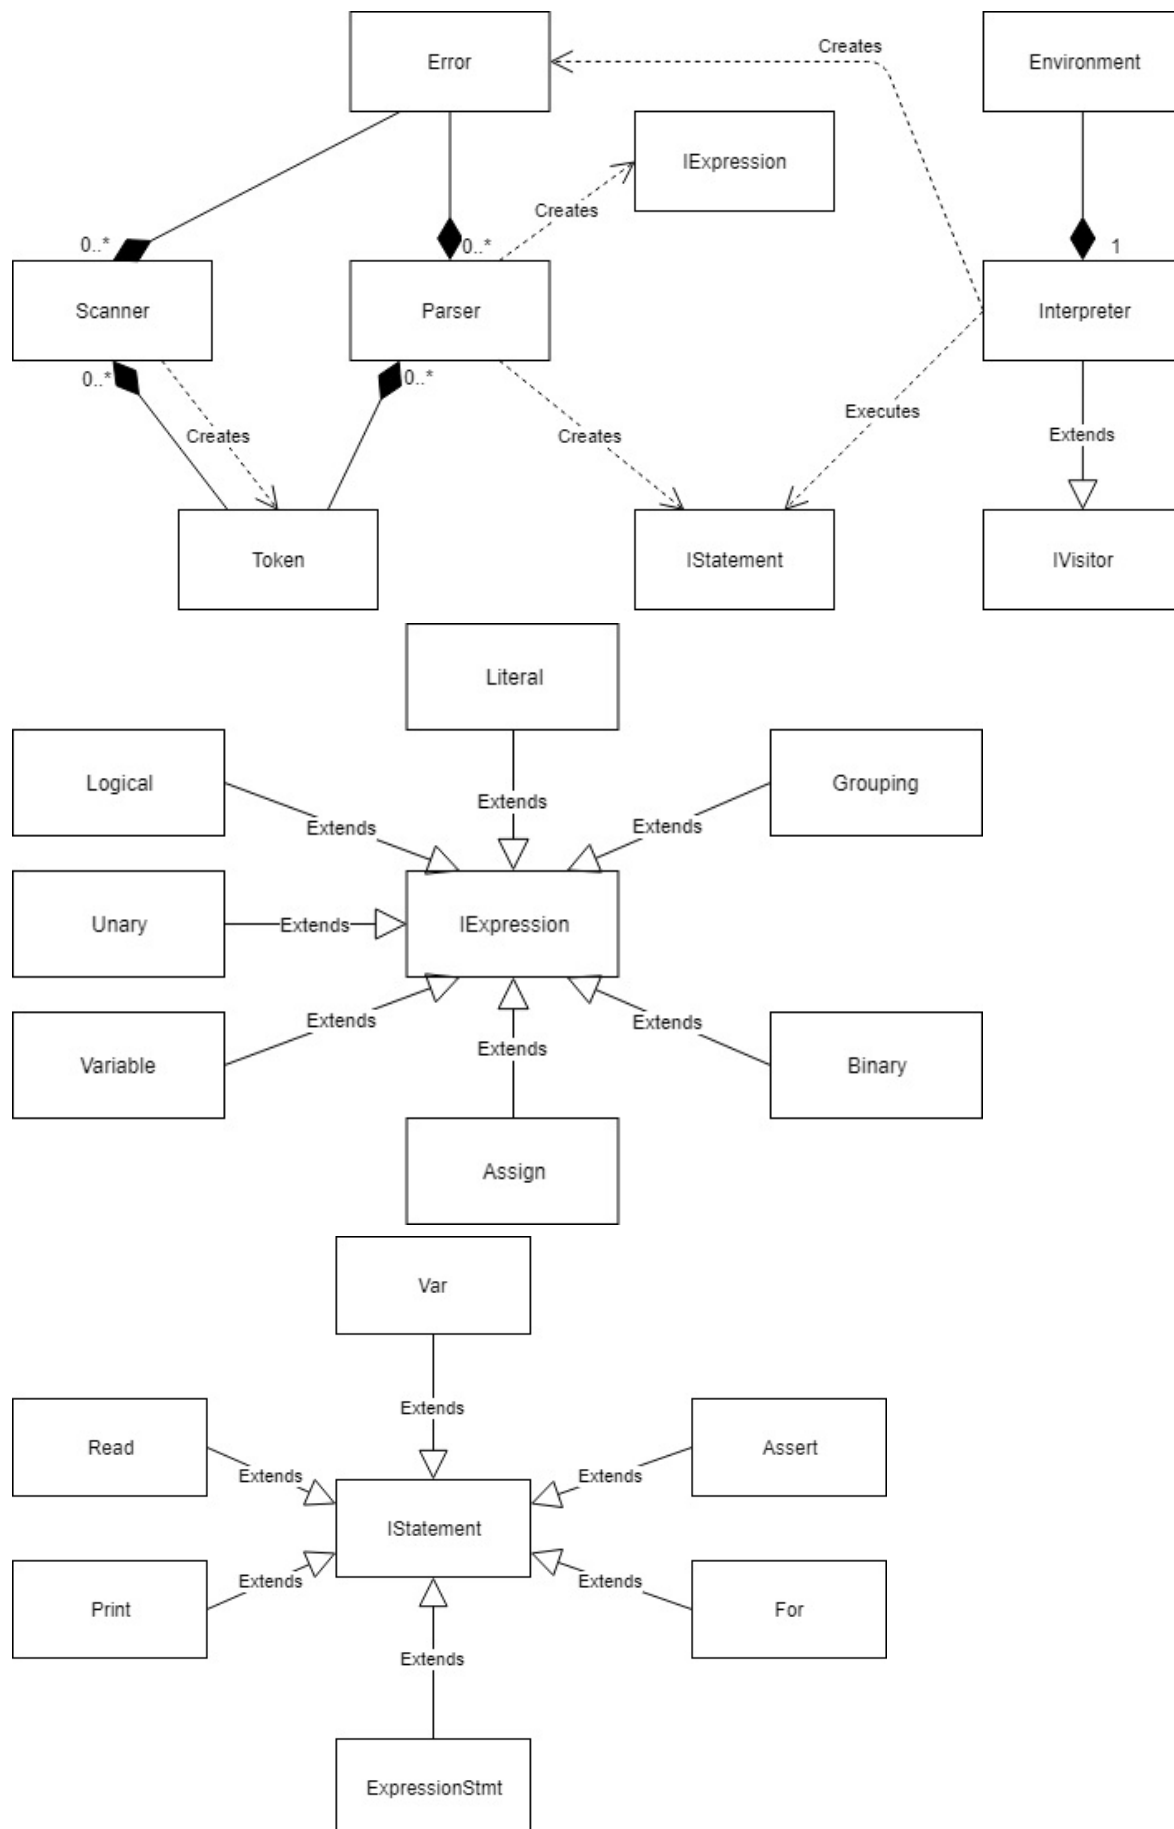 Error
Creates
Environment
IExpression
Creates
0..*
0..*
1
Scanner
Parser
Interpreter
0..*
0..*
Creates
Creates
Executes
Extends
Token
IStatement
IVisitor
Literal
Logical
Grouping
Extends
Extends
Extends
Unary
Extends
IExpression
Extends
Extends
Extends
Variable
Binary
Assign
Var
Extends
Read
Assert
Extends
Extends
IStatement
Extends
Extends
Print
For
Extends
ExpressionStmt